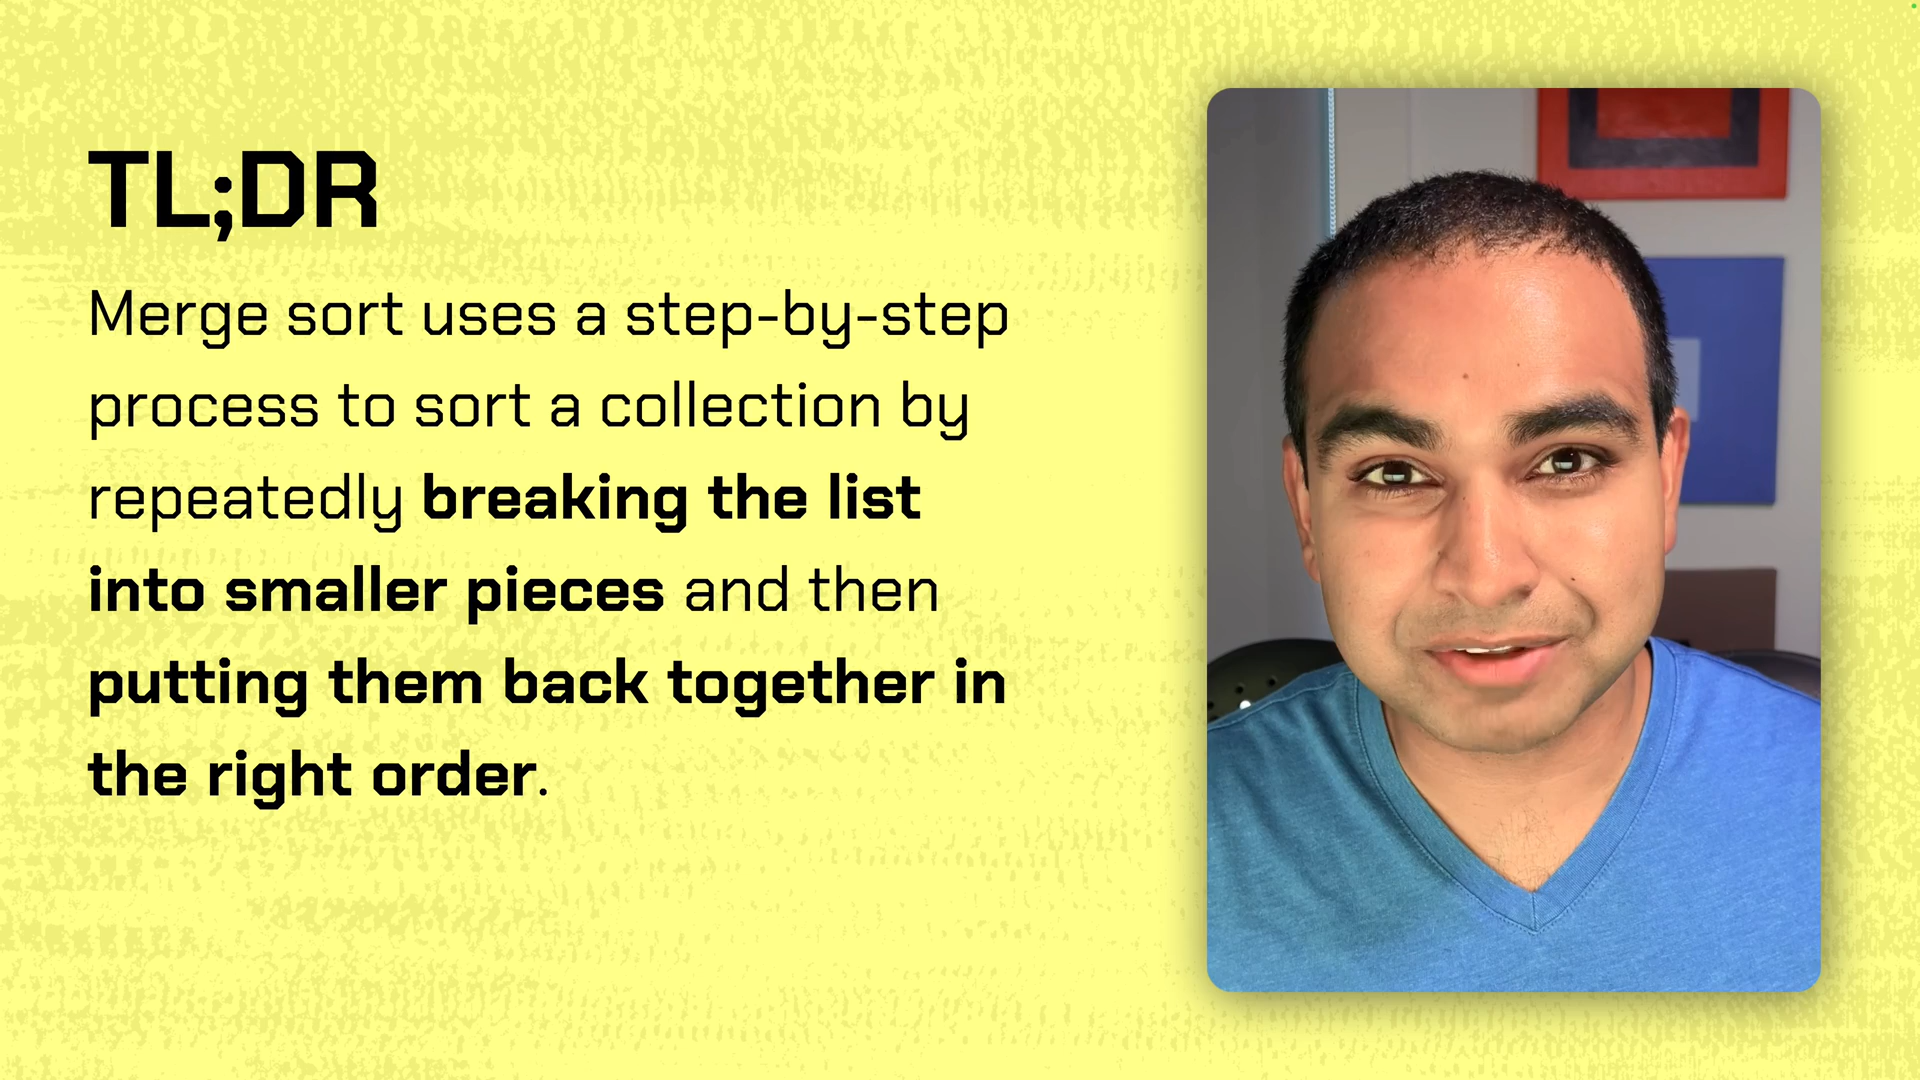 TL;DR
Merge sort uses a step-by-step
process to sort a collection by
repeatedly breaking the list
into smaller pieces and then
putting them back together in
the right order.